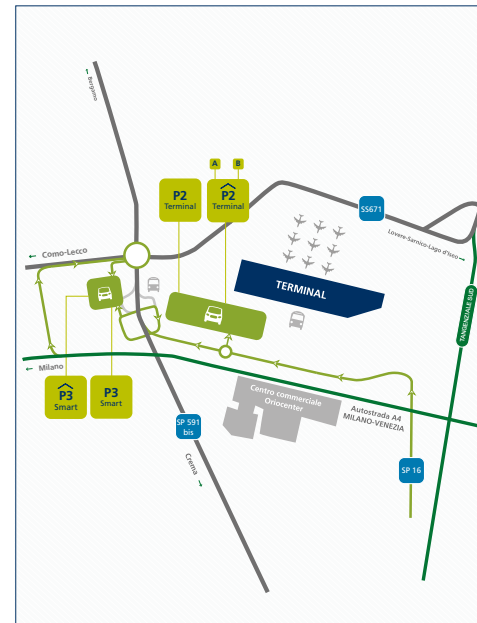 ← Bergamo
A
B
P2
Terminal
P2
Terminal
SS671
← Como-Lecco
Lovere-Sarnico-Lago d'Iseo →
TERMINAL
TANGENZIALE SUD
← Milano
P3
Smart
P3
Smart
Centro commerciale
Oriocenter
Autostrada A4
MILANO-VENEZIA
SP 591
bis
Crema →
SP 16